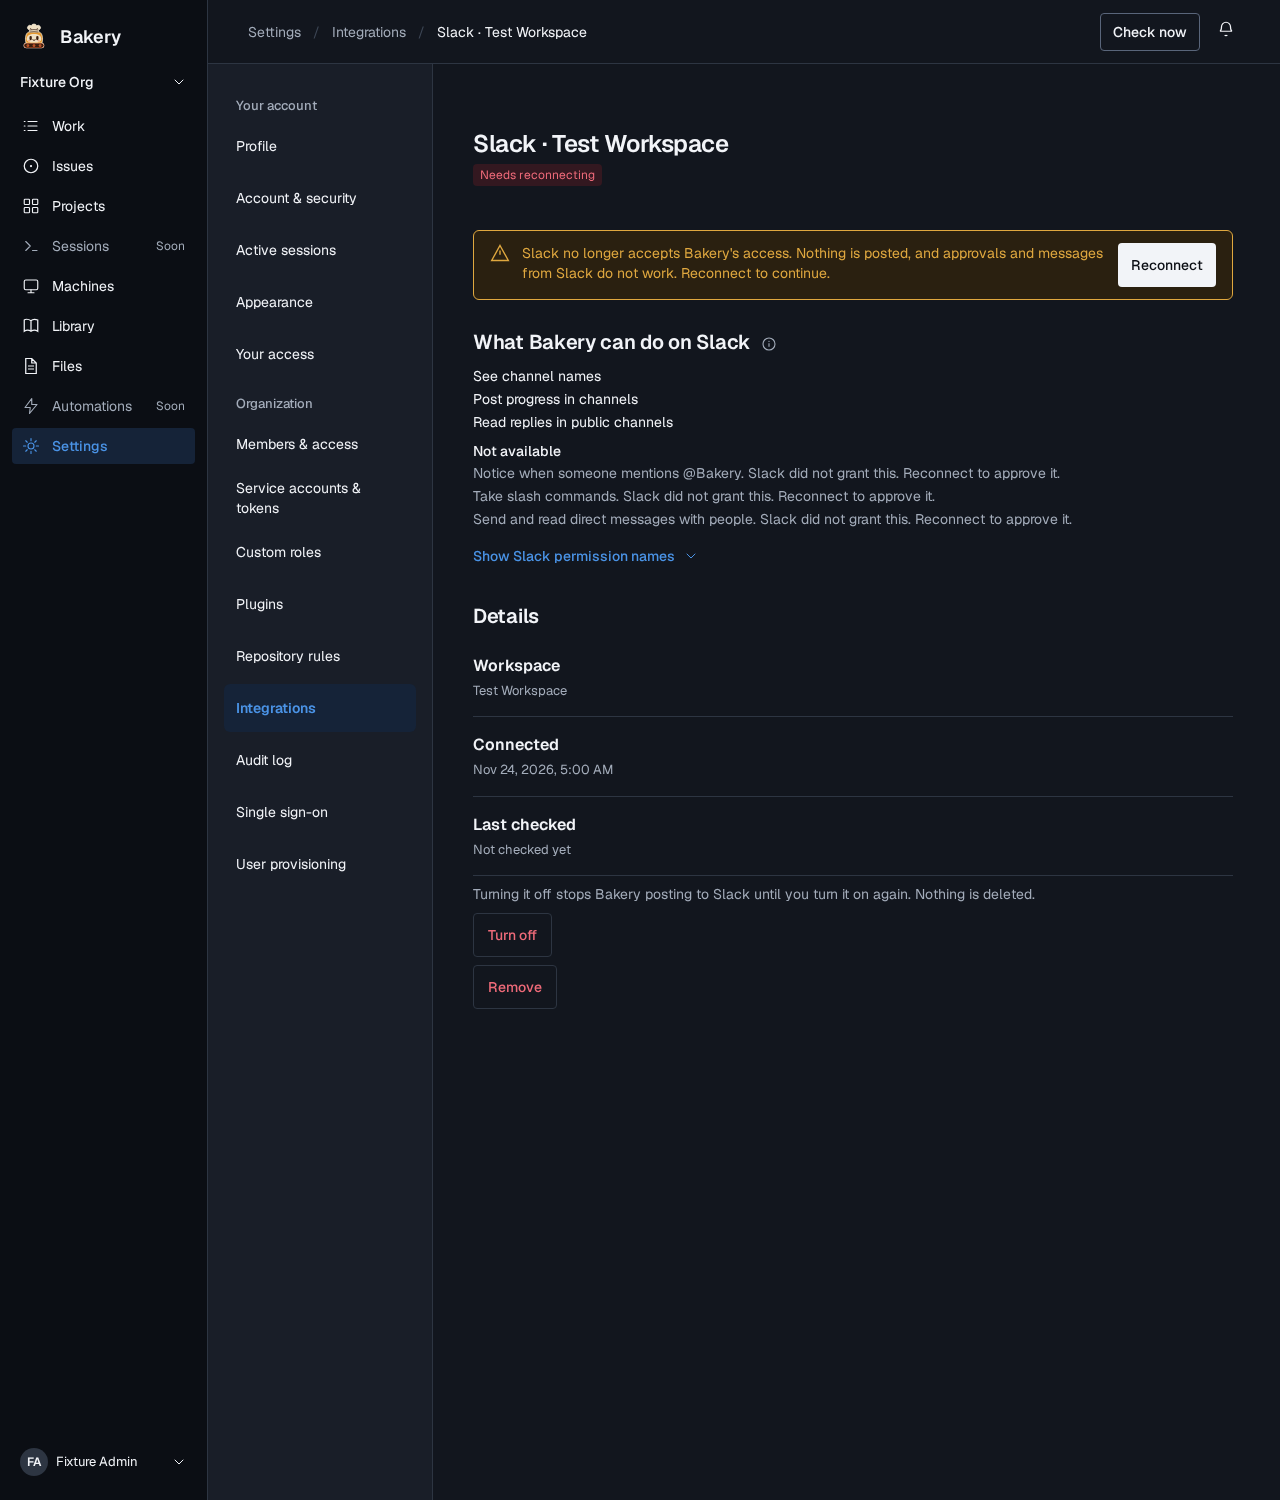 Bakery
Fixture Org
Work
Issues
Projects
Sessions Soon
Machines
Library
Files
Automations Soon
Settings
FA Fixture Admin
Settings / Integrations / Slack · Test Workspace
Check now
Your account
Profile
Account & security
Active sessions
Appearance
Your access
Organization
Members & access
Service accounts &
tokens
Custom roles
Plugins
Repository rules
Integrations
Audit log
Single sign-on
User provisioning
Slack · Test Workspace
Needs reconnecting
Slack no longer accepts Bakery's access. Nothing is posted, and approvals and messages
from Slack do not work. Reconnect to continue.
Reconnect
What Bakery can do on Slack
See channel names
Post progress in channels
Read replies in public channels
Not available
Notice when someone mentions @Bakery. Slack did not grant this. Reconnect to approve it.
Take slash commands. Slack did not grant this. Reconnect to approve it.
Send and read direct messages with people. Slack did not grant this. Reconnect to approve it.
Show Slack permission names
Details
Workspace
Test Workspace
Connected
Nov 24, 2026, 5:00 AM
Last checked
Not checked yet
Turning it off stops Bakery posting to Slack until you turn it on again. Nothing is deleted.
Turn off
Remove